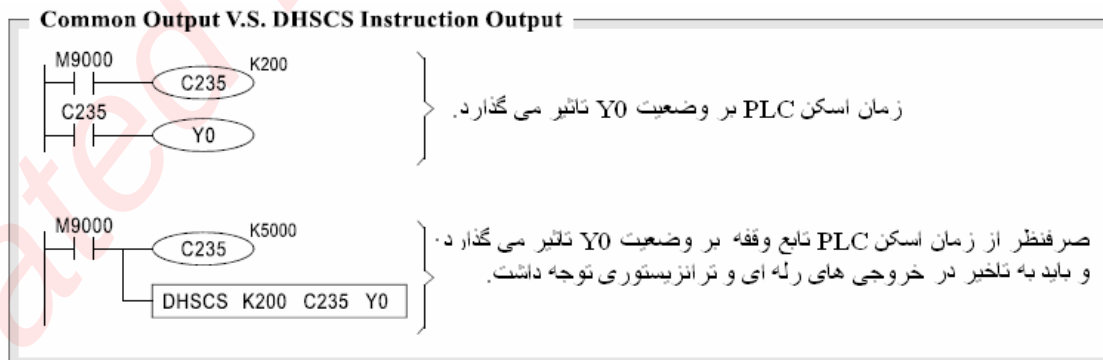 Common Output V.S. DHSCS Instruction Output
M9000
C235
K200
C235
Y0
زمان اسکن PLC بر وضعیت Y0 تاثیر می گذارد.
M9000
C235
K5000
DHSCS K200 C235 Y0
صرفنظر از زمان اسکن PLC تابع وقفه بر وضعیت Y0 تاثیر می گذارد.
و باید به تاخیر در خروجی های رله ای و ترانزیستوری توجه داشت.
ated